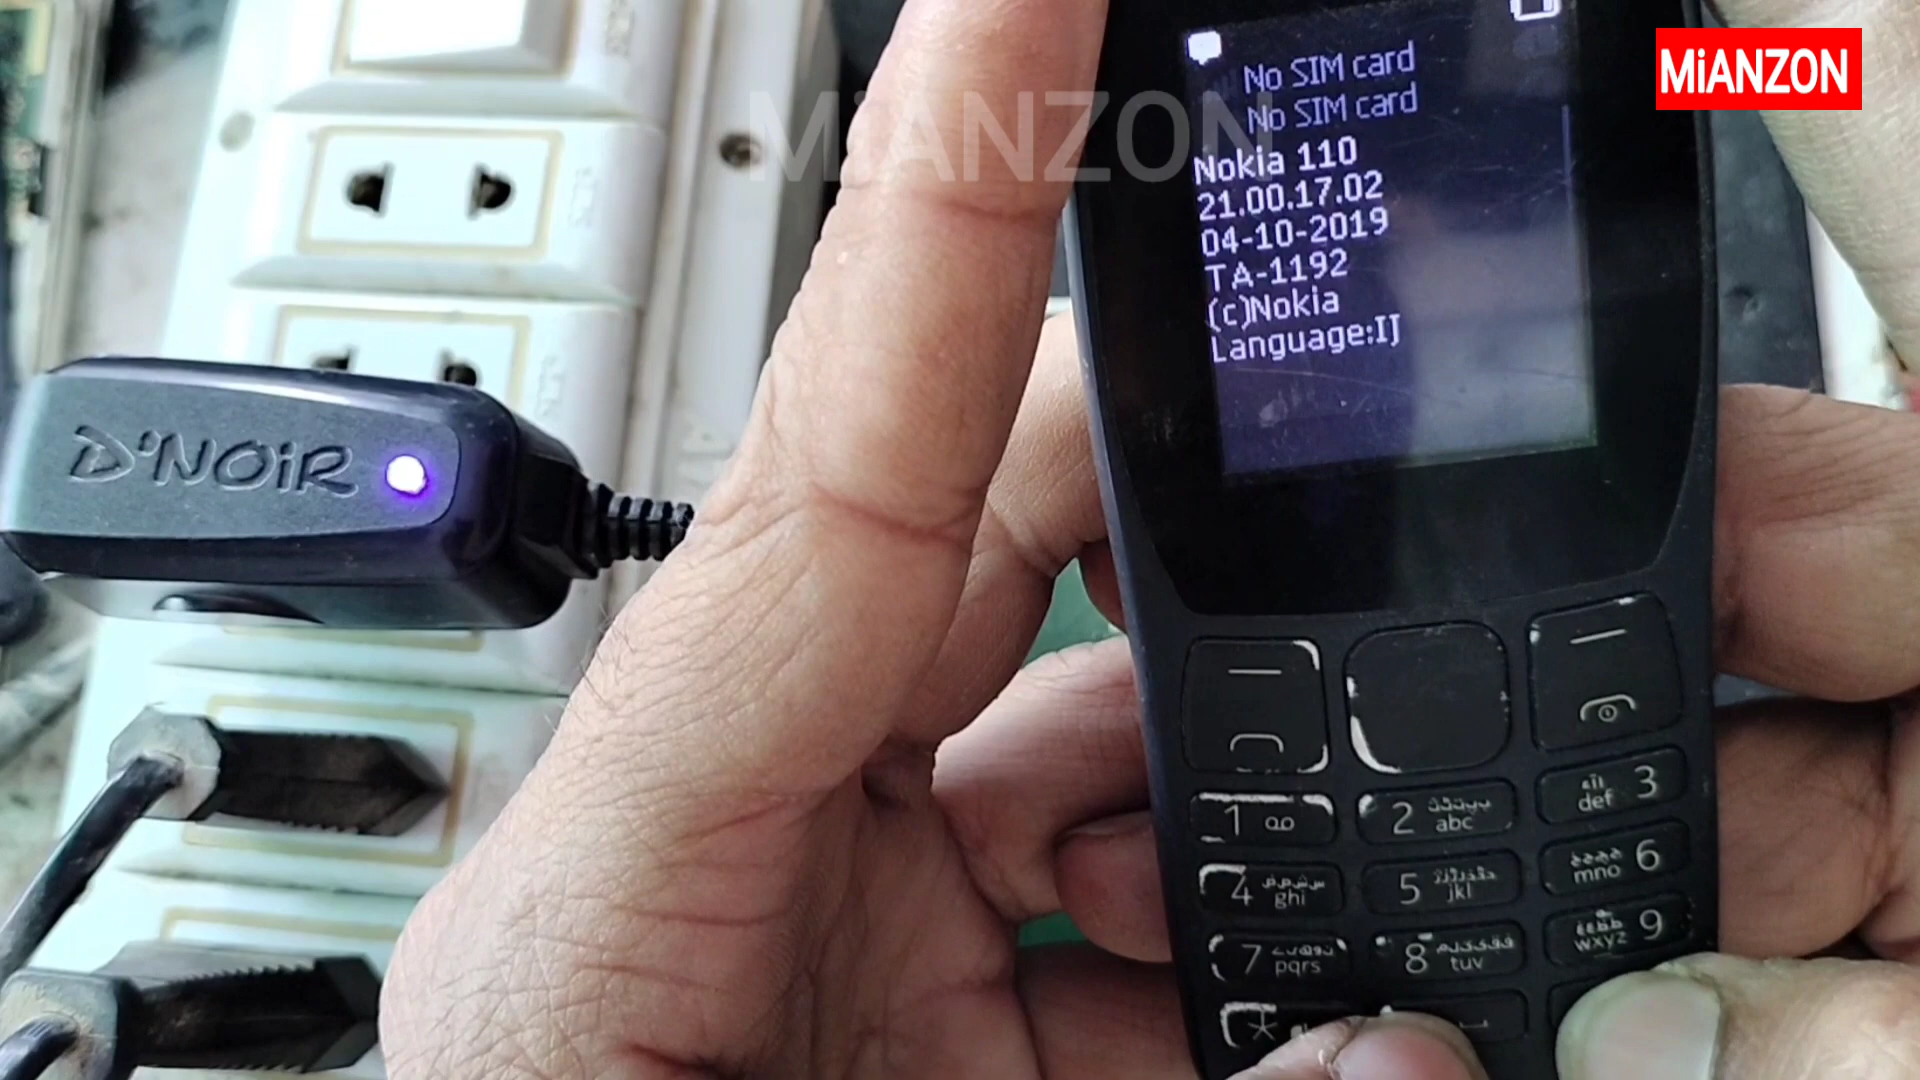 MiANZON
MiANZON
No SIM card
No SIM card
Nokia 110
21.00.17.02
04-10-2019
TA-1192
(c)Nokia
Language:IJ
D'NOiR
1
2 abc
3 def
4 ghi
5 jkl
6 mno
7 pqrs
8 tuv
9 wxyz
*